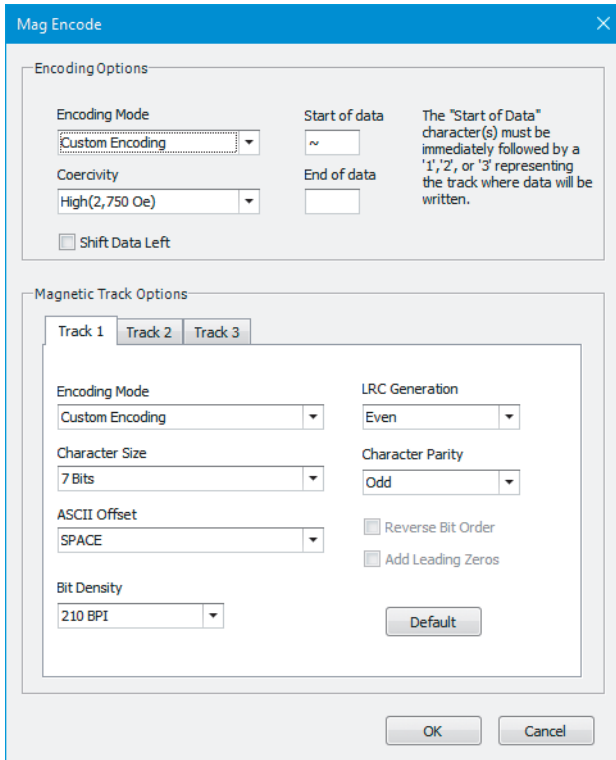 Mag Encode
Encoding Options
Encoding Mode
Custom Encoding
Coercivity
High(2,750 Oe)
Shift Data Left
Start of data
~
End of data
The "Start of Data"
character(s) must be
immediately followed by a
'1','2', or '3' representing
the track where data will be
written.
Magnetic Track Options
Track 1 Track 2 Track 3
Encoding Mode
Custom Encoding
Character Size
7 Bits
ASCII Offset
SPACE
Bit Density
210 BPI
LRC Generation
Even
Character Parity
Odd
Reverse Bit Order
Add Leading Zeros
Default
OK Cancel